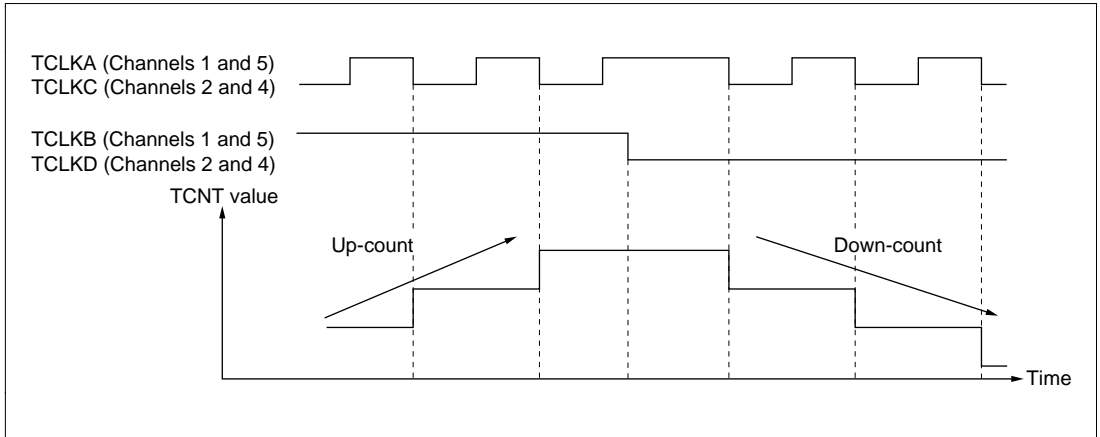 TCLKA (Channels 1 and 5)
TCLKC (Channels 2 and 4)
TCLKB (Channels 1 and 5)
TCLKD (Channels 2 and 4)
TCNT value
Up-count
Down-count
Time